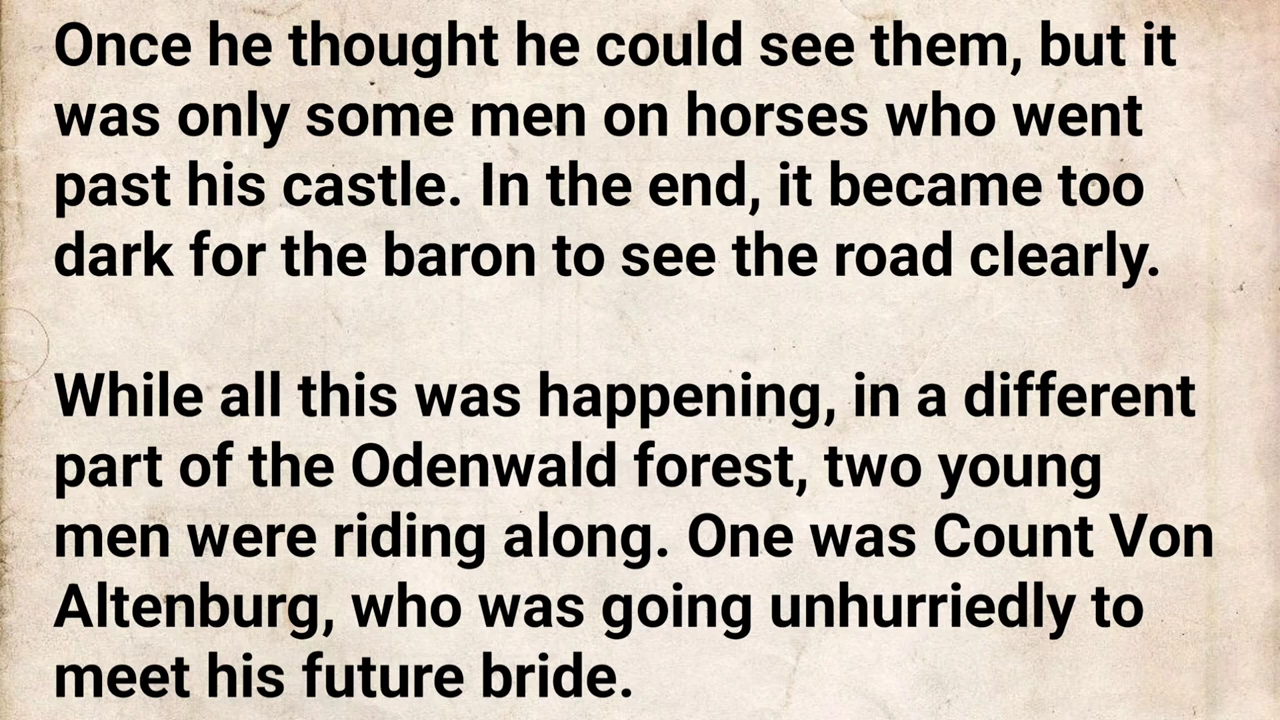 Once he thought he could see them, but it
was only some men on horses who went
past his castle. In the end, it became too
dark for the baron to see the road clearly.
While all this was happening, in a different
part of the Odenwald forest, two young
men were riding along. One was Count Von
Altenburg, who was going unhurriedly to
meet his future bride.